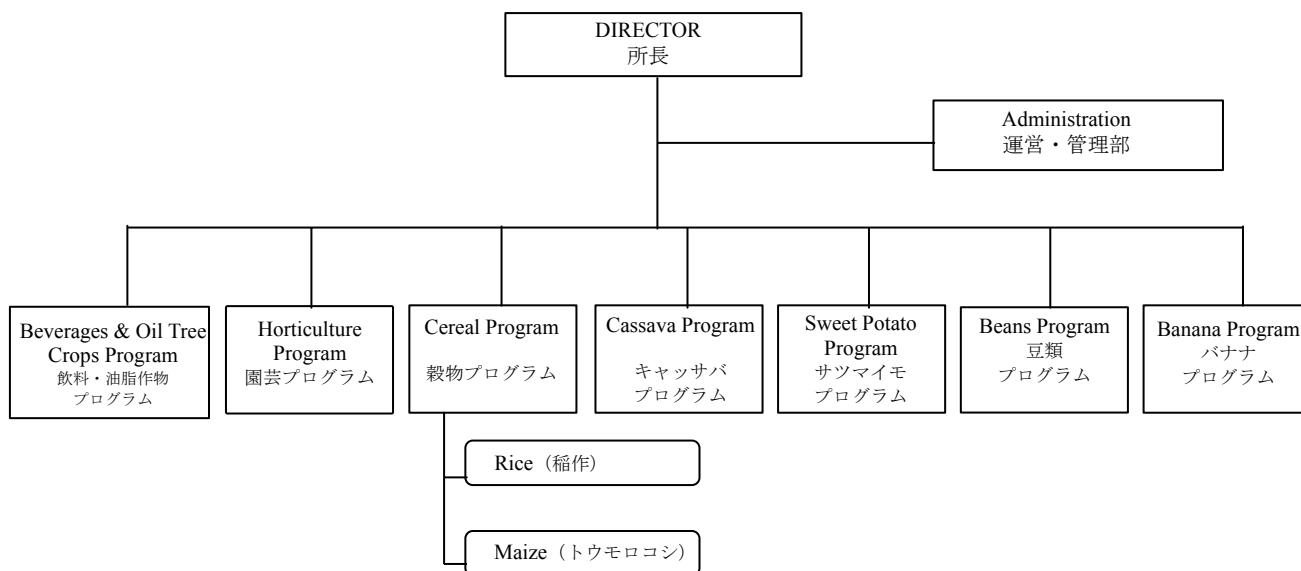 DIRECTOR
所長
Administration
運営・管理部
Beverages & Oil Tree
Crops Program
飲料・油脂作物
プログラム
Horticulture
Program
園芸プログラム
Cereal Program
穀物プログラム
Cassava Program
キャッサバ
プログラム
Sweet Potato
Program
サツマイモ
プログラム
Beans Program
豆類
プログラム
Banana Program
バナナ
プログラム
Rice（稲作）
Maize（トウモロコシ）